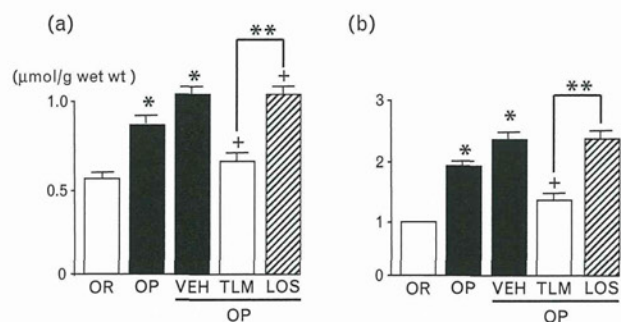 (a)
**
(μmol/g wet wt)
* * + +
1.0
0.5
0
OR OP VEH TLM LOS
OP
(b)
**
* * +
3
2
1
0
OR OP VEH TLM LOS
OP